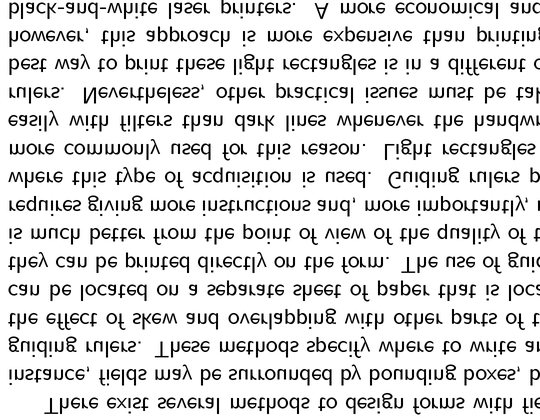 There exist several methods to design forms with fie
instance, fields may be surrounded by bounding boxes, b
guiding rulers. These methods specify where to write an
the effect of skew and overlapping with other parts of t
can be located on a separate sheet of paper that is loca
they can be printed directly on the form. The use of guid
is much better from the point of view of the quality of t
requires giving more instructions and, more importantly, r
where this type of acquisition is used. Guiding rulers p
more commonly used for this reason. Light rectangles
easily with filters than dark lines whenever the handwr
rulers. Nevertheless, other practical issues must be tak
best way to print these light rectangles is in a different c
however, this approach is more expensive than printing
black-and-white laser printers. A more economical and